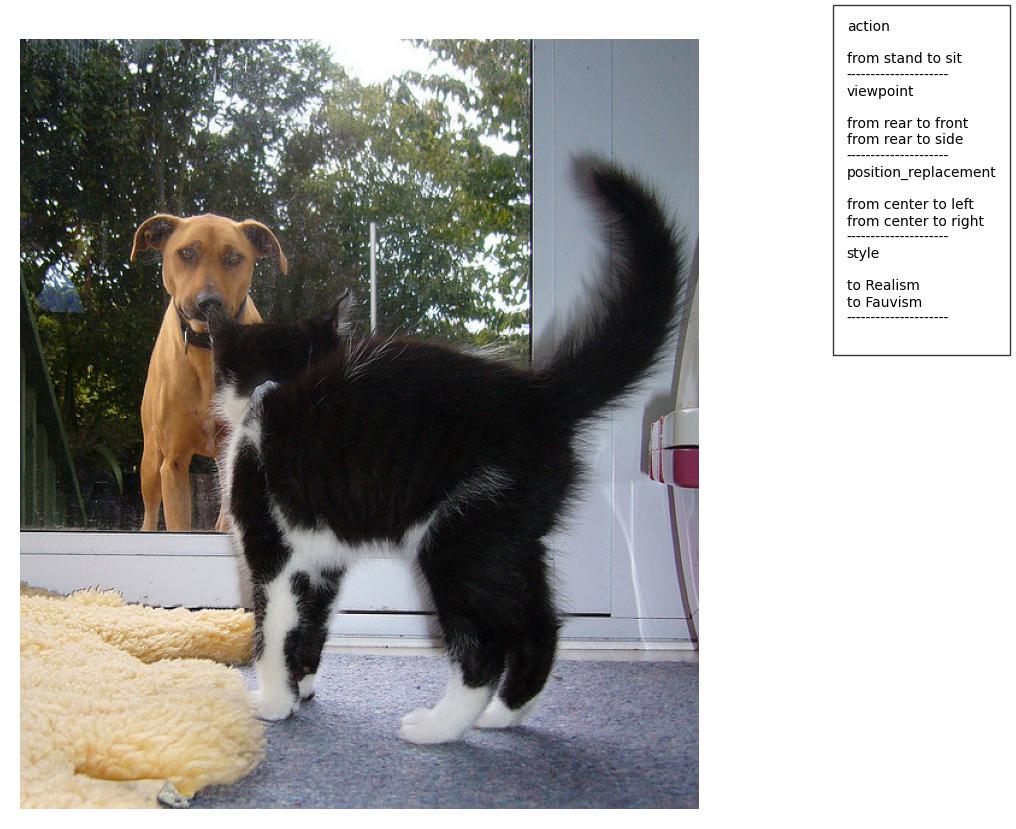 action
from stand to sit
---------------------
viewpoint
from rear to front
from rear to side
---------------------
position_replacement
from center to left
from center to right
---------------------
style
to Realism
to Fauvism
---------------------